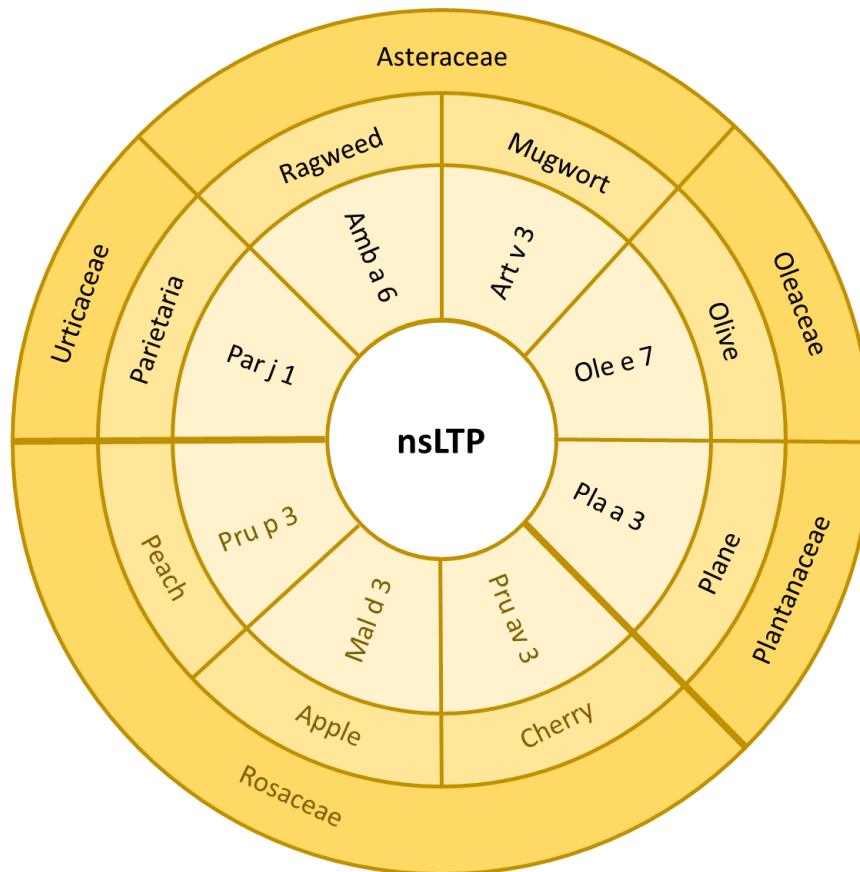 Asteraceae
Ragweed
Mugwort
Amb a 6
Art v 3
Urticaceae
Parietaria
Par j 1
Oleaceae
Olive
Ole e 7
nsLTP
Pru p 3
Peach
Pla a 3
Plane
Plantanaceae
Mal d 3
Pru av 3
Apple
Cherry
Rosaceae